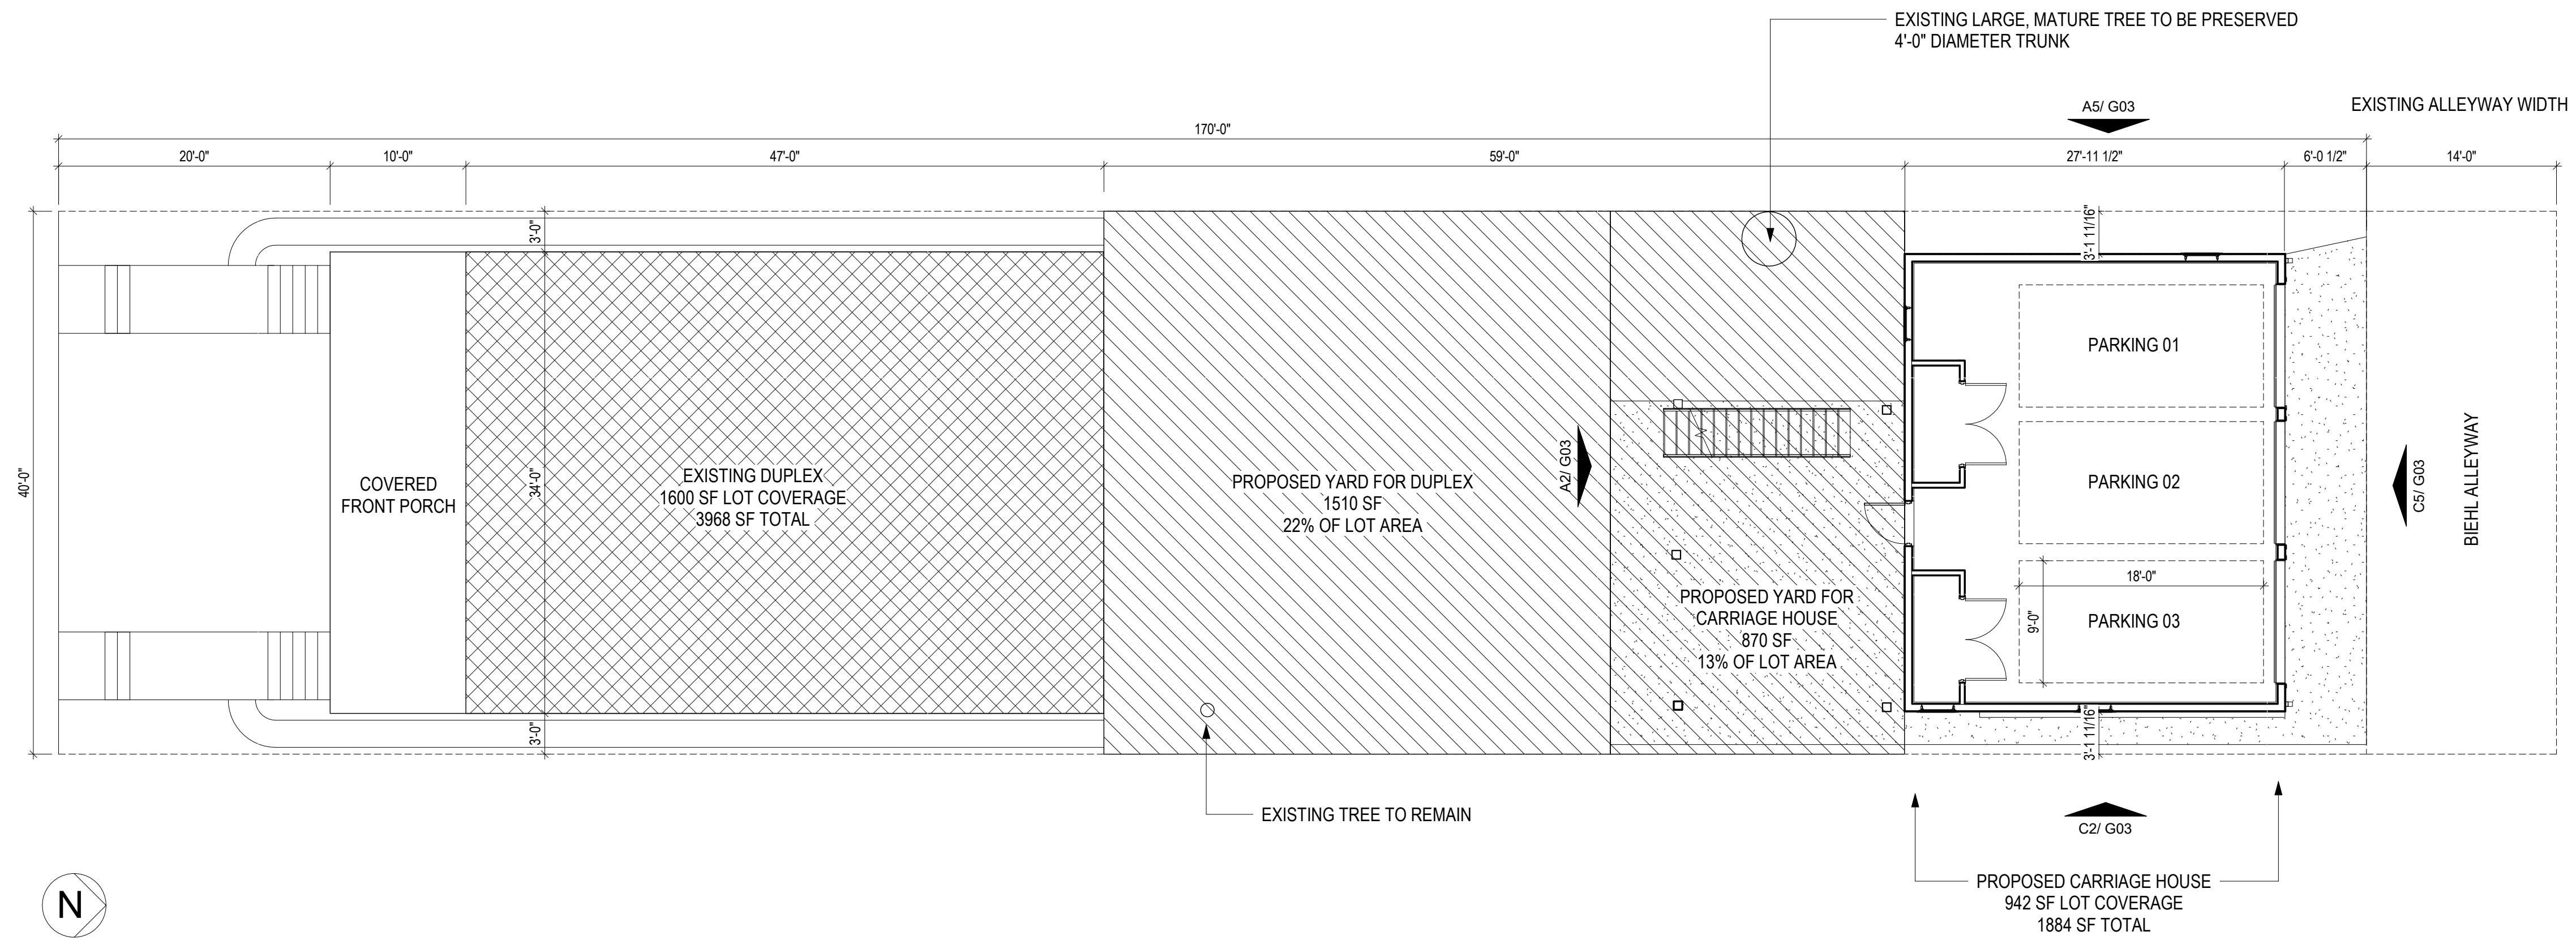 EXISTING LARGE, MATURE TREE TO BE PRESERVED
4'-0" DIAMETER TRUNK
A5/ G03
EXISTING ALLEYWAY WIDTH
170'-0"
20'-0"
10'-0"
47'-0"
59'-0"
27'-11 1/2"
6'-0 1/2"
14'-0"
3'-0"
3'-1 11/16"
40'-0"
34'-0"
COVERED
FRONT PORCH
EXISTING DUPLEX
1600 SF LOT COVERAGE
3968 SF TOTAL
PROPOSED YARD FOR DUPLEX
1510 SF
22% OF LOT AREA
A2/ G03
PROPOSED YARD FOR
CARRIAGE HOUSE
870 SF
13% OF LOT AREA
PARKING 01
PARKING 02
18'-0"
9'-0"
PARKING 03
C5/ G03
BIEHL ALLEYWAY
3'-0"
3'-1 11/16"
EXISTING TREE TO REMAIN
C2/ G03
PROPOSED CARRIAGE HOUSE
942 SF LOT COVERAGE
1884 SF TOTAL
N